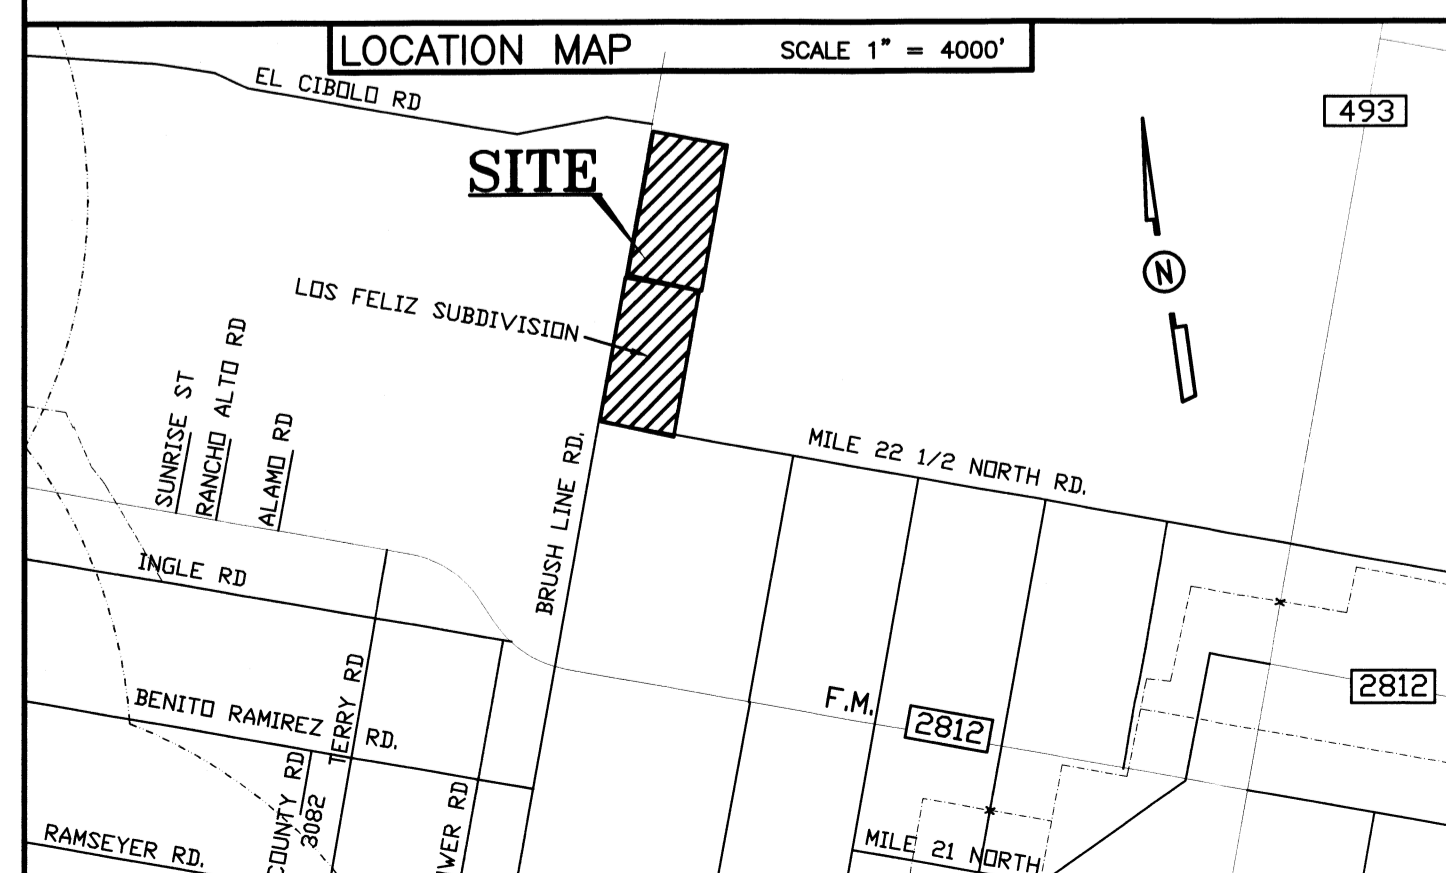 LOCATION MAP SCALE 1" = 4000'
EL CIBOLO RD
493
SITE
N
LOS FELIZ SUBDIVISION
SUNRISE ST
RANCHO ALTO RD
ALAMO RD
BRUSH LINE RD.
MILE 22 1/2 NORTH RD.
INGLE RD
TERRY RD
BENITO RAMIREZ RD.
F.M. 2812
2812
COUNTY RD
3082
RAMSEYER RD.
MILE 21 NORTH